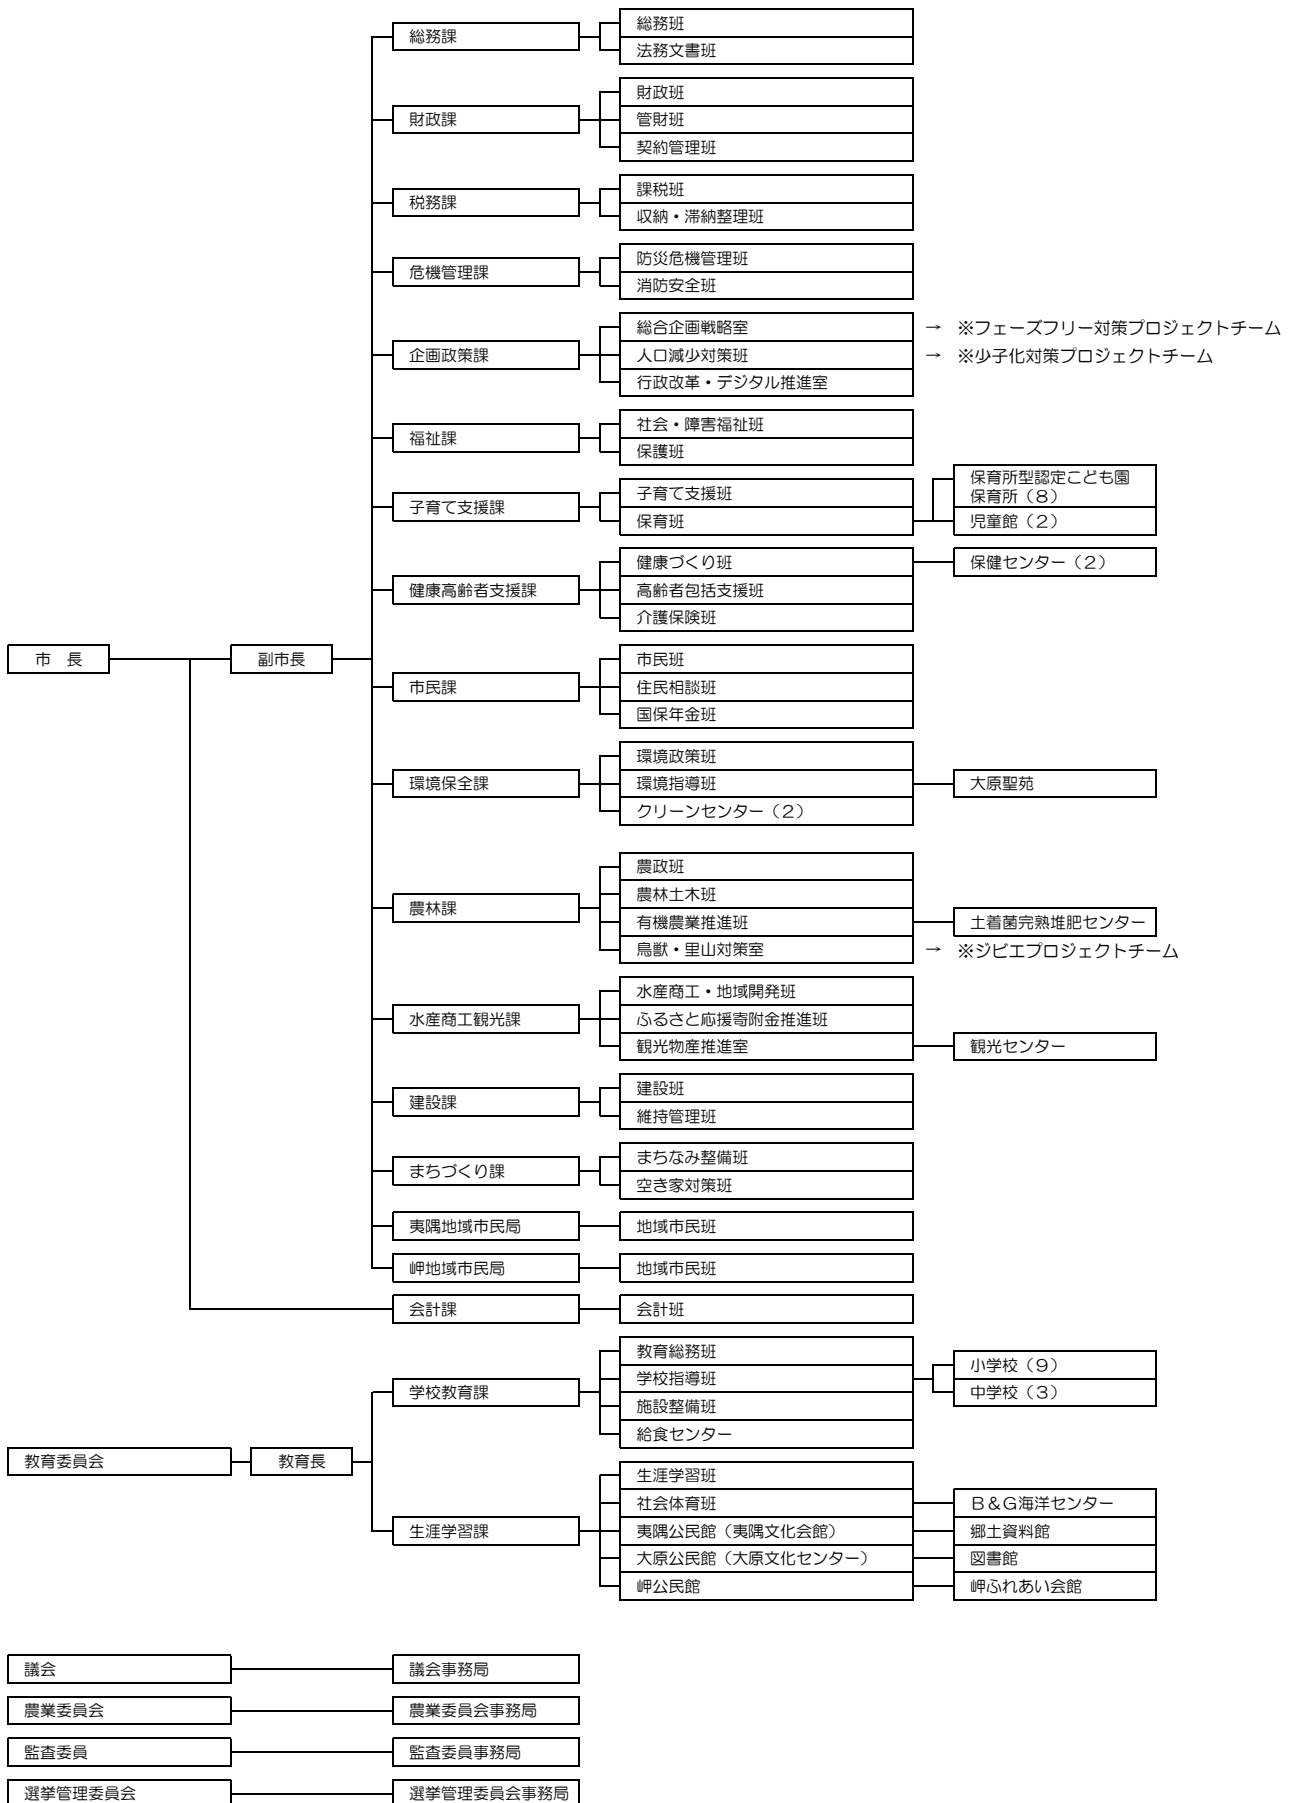 総務課
総務班
法務文書班
財政課
財政班
管財班
契約管理班
税務課
課税班
収納・滞納整理班
危機管理課
防災危機管理班
消防安全班
企画政策課
総合企画戦略室 → ※フェーズフリー対策プロジェクトチーム
人口減少対策班 → ※少子化対策プロジェクトチーム
行政改革・デジタル推進室
福祉課
社会・障害福祉班
保護班
子育て支援課
子育て支援班
保育班
保育所型認定こども園
保育所（８）
児童館（２）
健康高齢者支援課
健康づくり班
保健センター（２）
高齢者包括支援班
介護保険班
市　長
副市長
市民課
市民班
住民相談班
国保年金班
環境保全課
環境政策班
環境指導班
大原聖苑
クリーンセンター（２）
農林課
農政班
農林土木班
有機農業推進班
土着菌完熟堆肥センター
鳥獣・里山対策室 → ※ジビエプロジェクトチーム
水産商工観光課
水産商工・地域開発班
ふるさと応援寄附金推進班
観光物産推進室
観光センター
建設課
建設班
維持管理班
まちづくり課
まちなみ整備班
空き家対策班
夷隅地域市民局
地域市民班
岬地域市民局
地域市民班
会計課
会計班
教育委員会
教育長
学校教育課
教育総務班
学校指導班
小学校（９）
中学校（３）
施設整備班
給食センター
生涯学習課
生涯学習班
社会体育班
Ｂ＆Ｇ海洋センター
夷隅公民館（夷隅文化会館）
郷土資料館
大原公民館（大原文化センター）
図書館
岬公民館
岬ふれあい会館
議会
議会事務局
農業委員会
農業委員会事務局
監査委員
監査委員事務局
選挙管理委員会
選挙管理委員会事務局